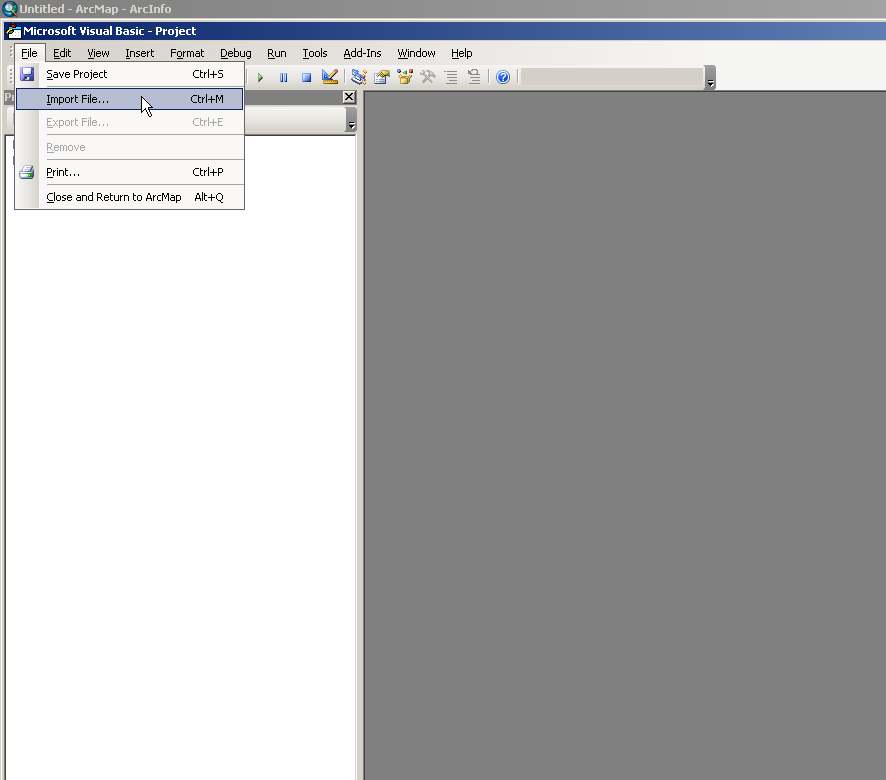 Untitled - ArcMap - ArcInfo
Microsoft Visual Basic - Project
File Edit View Insert Format Debug Run Tools Add-Ins Window Help
Save Project Ctrl+S
Import File... Ctrl+M
Export File... Ctrl+E
Remove
Print... Ctrl+P
Close and Return to ArcMap Alt+Q